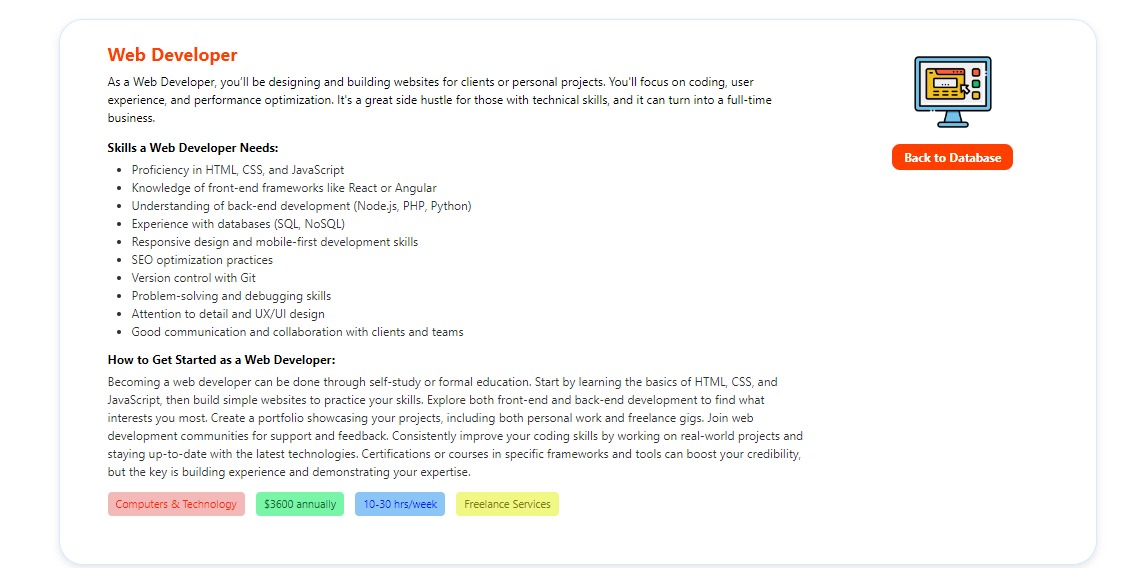 Web Developer
As a Web Developer, you'll be designing and building websites for clients or personal projects. You'll focus on coding, user
experience, and performance optimization. It's a great side hustle for those with technical skills, and it can turn into a full-time
business.
Back to Database
Skills a Web Developer Needs:
• Proficiency in HTML, CSS, and JavaScript
• Knowledge of front-end frameworks like React or Angular
• Understanding of back-end development (Node.js, PHP, Python)
• Experience with databases (SQL, NoSQL)
• Responsive design and mobile-first development skills
• SEO optimization practices
• Version control with Git
• Problem-solving and debugging skills
• Attention to detail and UX/UI design
• Good communication and collaboration with clients and teams
How to Get Started as a Web Developer:
Becoming a web developer can be done through self-study or formal education. Start by learning the basics of HTML, CSS, and
JavaScript, then build simple websites to practice your skills. Explore both front-end and back-end development to find what
interests you most. Create a portfolio showcasing your projects, including both personal work and freelance gigs. Join web
development communities for support and feedback. Consistently improve your coding skills by working on real-world projects and
staying up-to-date with the latest technologies. Certifications or courses in specific frameworks and tools can boost your credibility,
but the key is building experience and demonstrating your expertise.
Computers & Technology
$3600 annually
10-30 hrs/week
Freelance Services